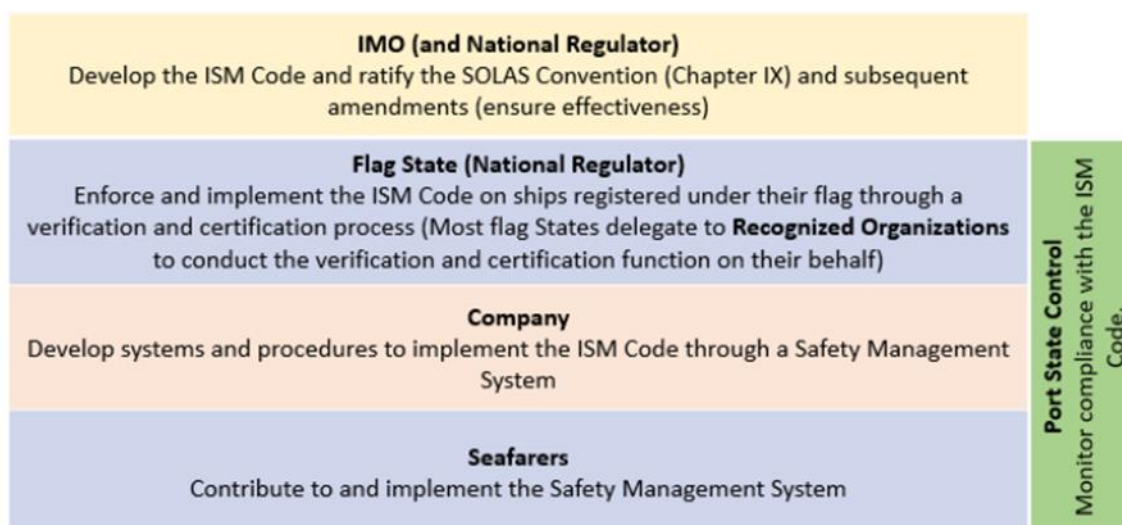 IMO (and National Regulator)
Develop the ISM Code and ratify the SOLAS Convention (Chapter IX) and subsequent
amendments (ensure effectiveness)
Flag State (National Regulator)
Enforce and implement the ISM Code on ships registered under their flag through a
verification and certification process (Most flag States delegate to Recognized Organizations
to conduct the verification and certification function on their behalf)
Company
Develop systems and procedures to implement the ISM Code through a Safety Management
System
Seafarers
Contribute to and implement the Safety Management System
Port State Control
Monitor compliance with the ISM
Code.